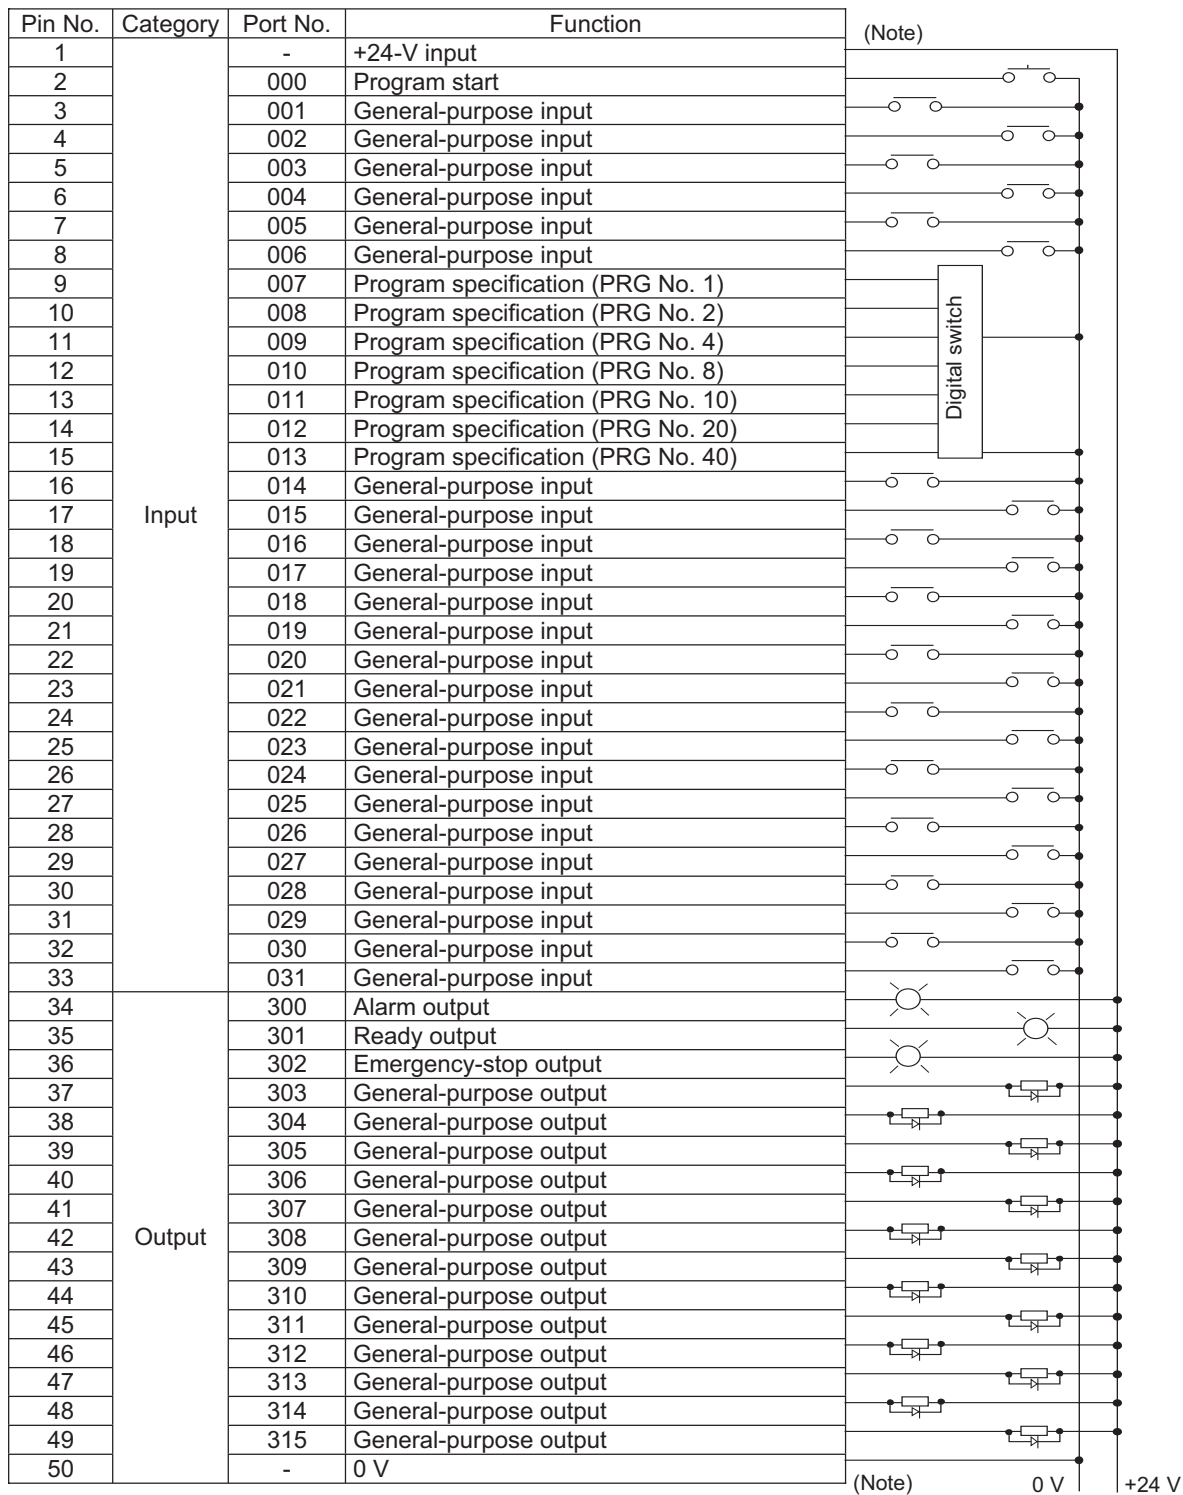 Pin No. Category Port No. Function
(Note)
1 - +24-V input
2 000 Program start
3 001 General-purpose input
4 002 General-purpose input
5 003 General-purpose input
6 004 General-purpose input
7 005 General-purpose input
8 006 General-purpose input
9 007 Program specification (PRG No. 1)
10 008 Program specification (PRG No. 2)
11 009 Program specification (PRG No. 4)
12 010 Program specification (PRG No. 8)
13 011 Program specification (PRG No. 10)
14 012 Program specification (PRG No. 20)
15 013 Program specification (PRG No. 40)
Digital switch
16 014 General-purpose input
17 Input 015 General-purpose input
18 016 General-purpose input
19 017 General-purpose input
20 018 General-purpose input
21 019 General-purpose input
22 020 General-purpose input
23 021 General-purpose input
24 022 General-purpose input
25 023 General-purpose input
26 024 General-purpose input
27 025 General-purpose input
28 026 General-purpose input
29 027 General-purpose input
30 028 General-purpose input
31 029 General-purpose input
32 030 General-purpose input
33 031 General-purpose input
34 300 Alarm output
35 301 Ready output
36 302 Emergency-stop output
37 303 General-purpose output
38 304 General-purpose output
39 305 General-purpose output
40 306 General-purpose output
41 307 General-purpose output
42 Output 308 General-purpose output
43 309 General-purpose output
44 310 General-purpose output
45 311 General-purpose output
46 312 General-purpose output
47 313 General-purpose output
48 314 General-purpose output
49 315 General-purpose output
50 - 0 V
(Note) 0 V +24 V